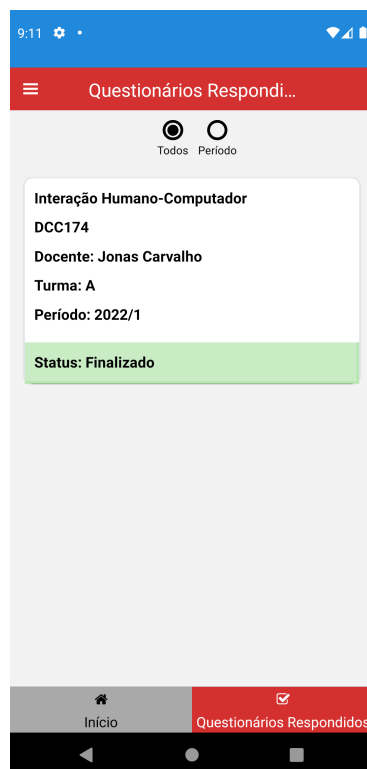 9:11
Questionários Respondi...
Todos Período
Interação Humano-Computador
DCC174
Docente: Jonas Carvalho
Turma: A
Período: 2022/1
Status: Finalizado
Início
Questionários Respondidos